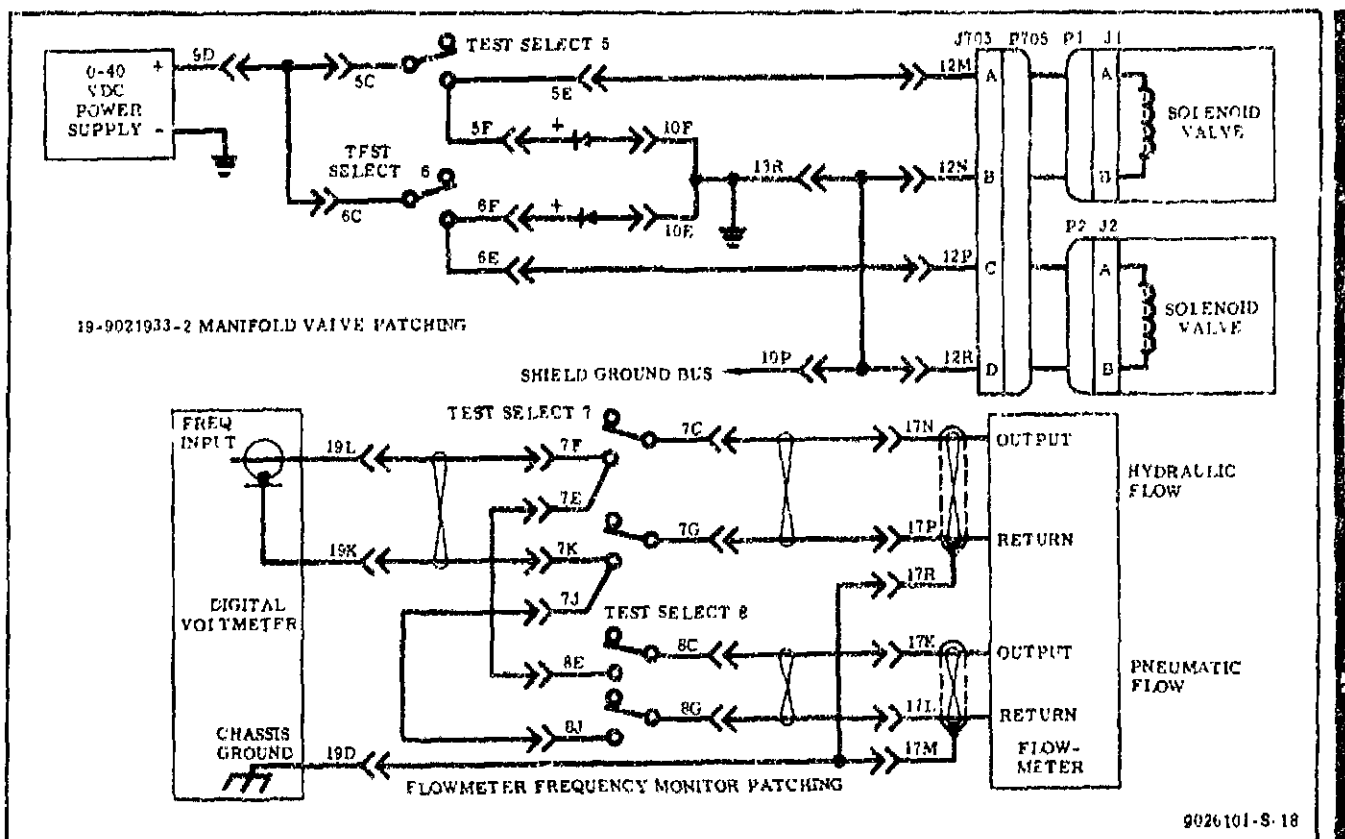 J703 P705 P1 J1
9D
TEST SELECT 5
0-40
VDC
POWER
SUPPLY
+
-
5C
5E
12M
A
A
SOLENOID
VALVE
5F
+
10F
TEST
SELECT 6
13R
12N
B
B
6C
6F
+
10E
P2 J2
6E
12P
C
A
19-9021933-2 MANIFOLD VALVE PATCHING
SOLENOID
VALVE
SHIELD GROUND BUS
10P
12R
D
B
TEST SELECT 7
FREQ
INPUT
19L
7F
7C
17N
OUTPUT
HYDRAULIC
FLOW
7E
19K
7K
7G
17P
RETURN
17R
7J
DIGITAL
VOLTMETER
TEST SELECT 8
8E
8C
17K
OUTPUT
PNEUMATIC
FLOW
8J
8G
17L
RETURN
CHASSIS
GROUND
19D
17M
FLOW-
METER
FLOWMETER FREQUENCY MONITOR PATCHING
9026101-S-18